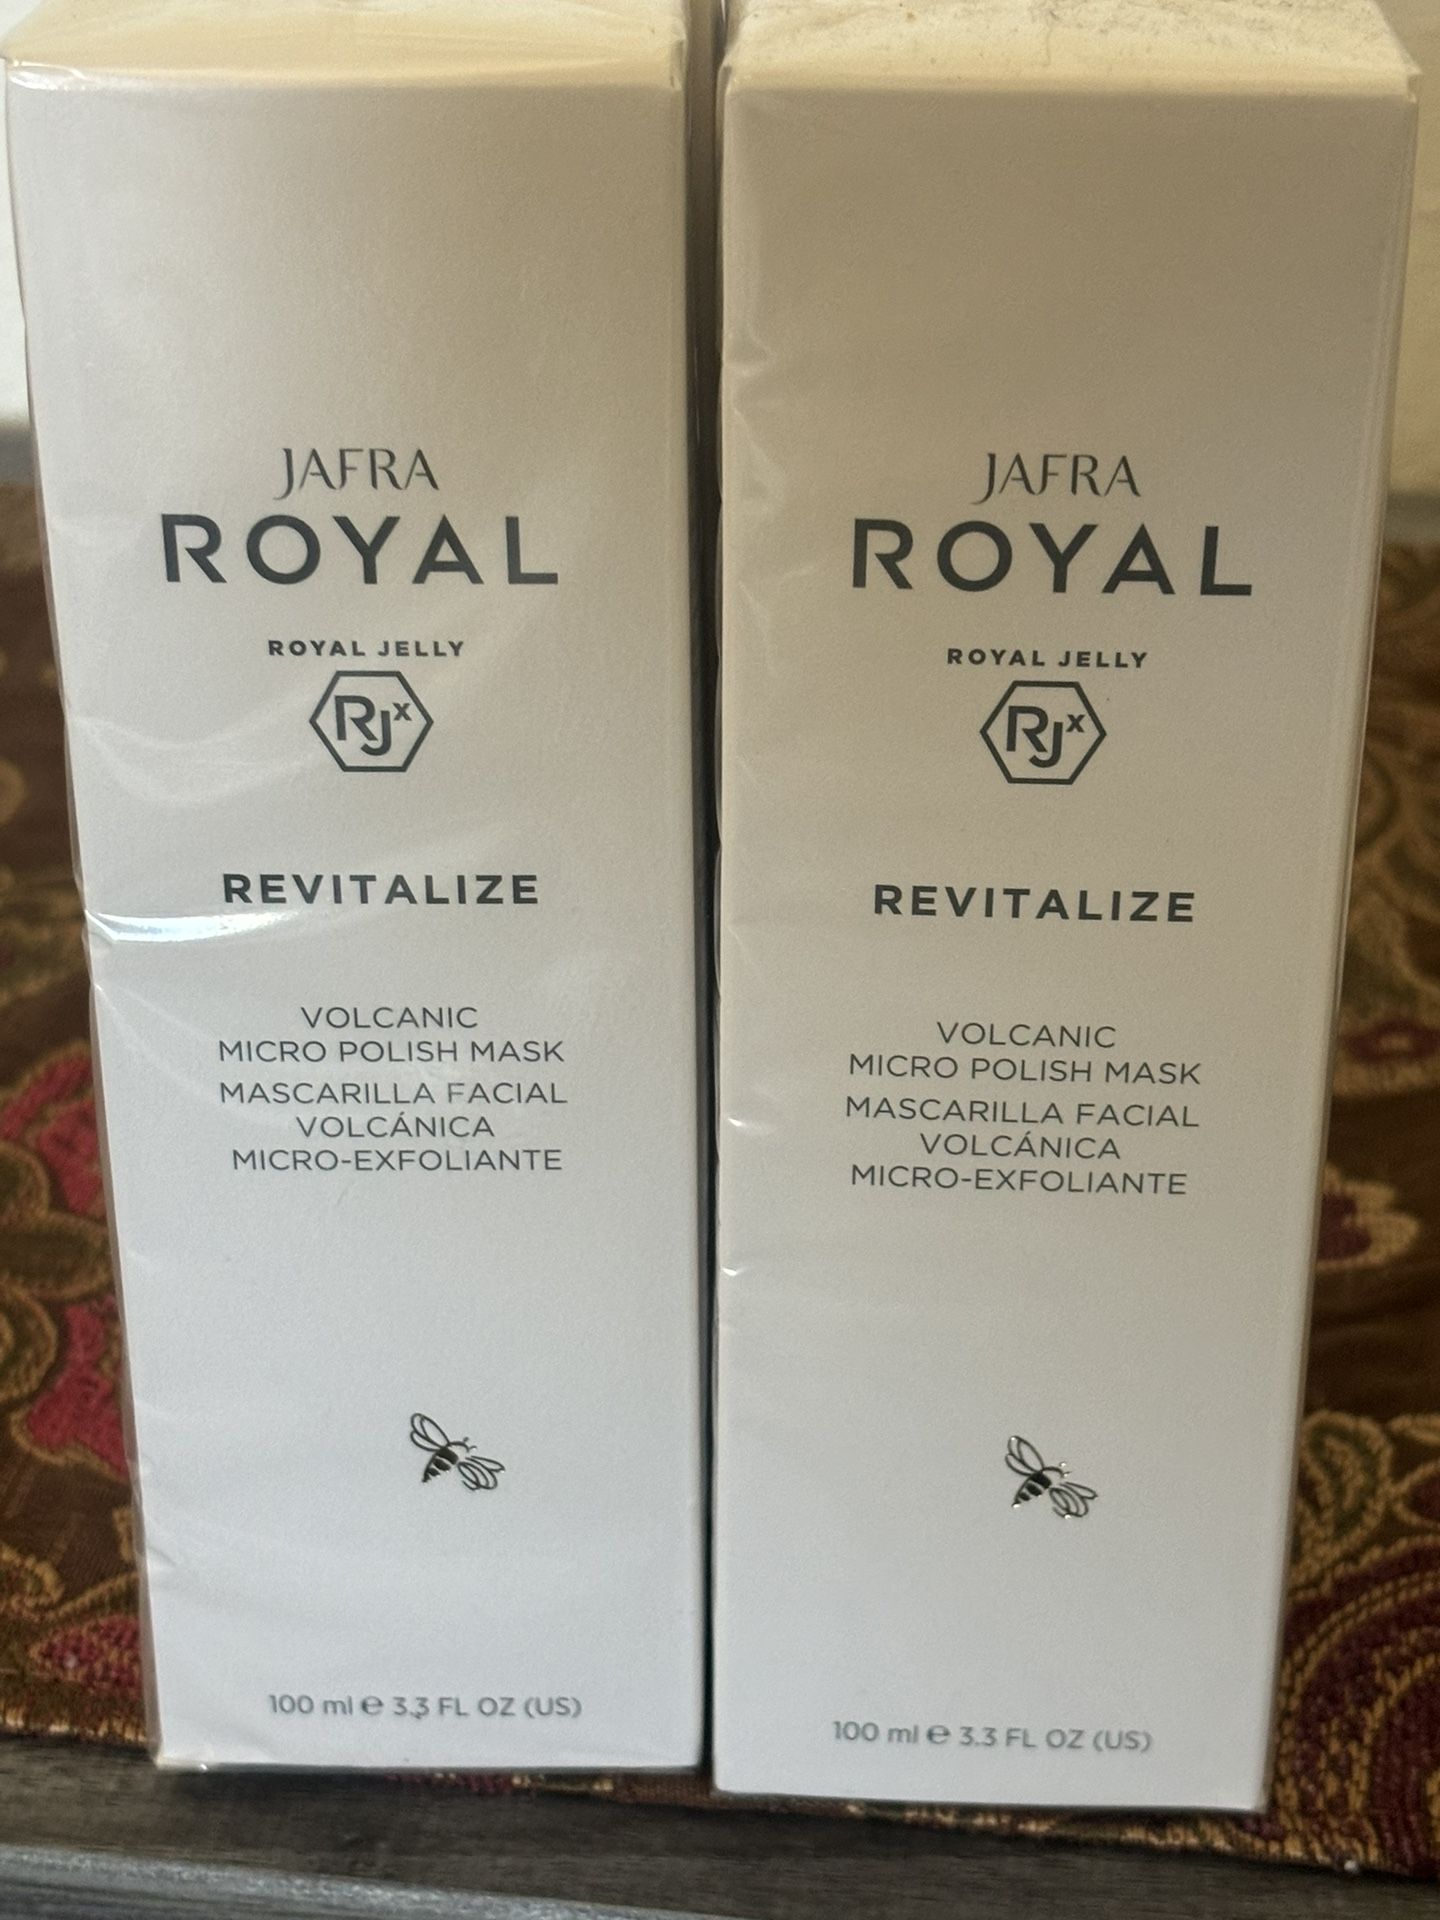 JAFRA
ROYAL
ROYAL JELLY
RJx
REVITALIZE
VOLCANIC
MICRO POLISH MASK
MASCARILLA FACIAL
VOLCÁNICA
MICRO-EXFOLIANTE
100 ml ℮ 3.3 FL OZ (US)
JAFRA
ROYAL
ROYAL JELLY
RJx
REVITALIZE
VOLCANIC
MICRO POLISH MASK
MASCARILLA FACIAL
VOLCÁNICA
MICRO-EXFOLIANTE
100 ml ℮ 3.3 FL OZ (US)